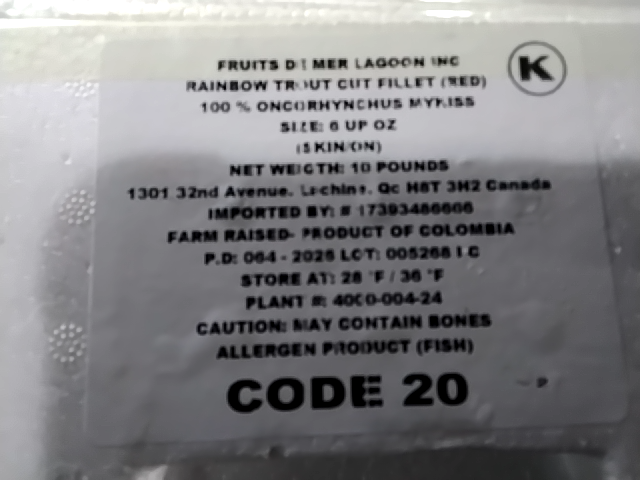 FRUITS DE MER LAGOON INC
K
RAINBOW TROUT CUT FILLET (RED)
100 % ONCORHYNCHUS MYKISS
SIZE: 6 UP OZ
(SKIN/ON)
NET WEIGTH: 10 POUNDS
1301 32nd Avenue. Lachine. Qc H8T 3H2 Canada
IMPORTED BY: # 17393486666
FARM RAISED- PRODUCT OF COLOMBIA
P.D: 064 - 2026 LOT:
STORE AT: 28 °F / 36 °F
PLANT #: 4000-004-24
CAUTION: MAY CONTAIN BONES
ALLERGEN PRODUCT (FISH)
CODE 20